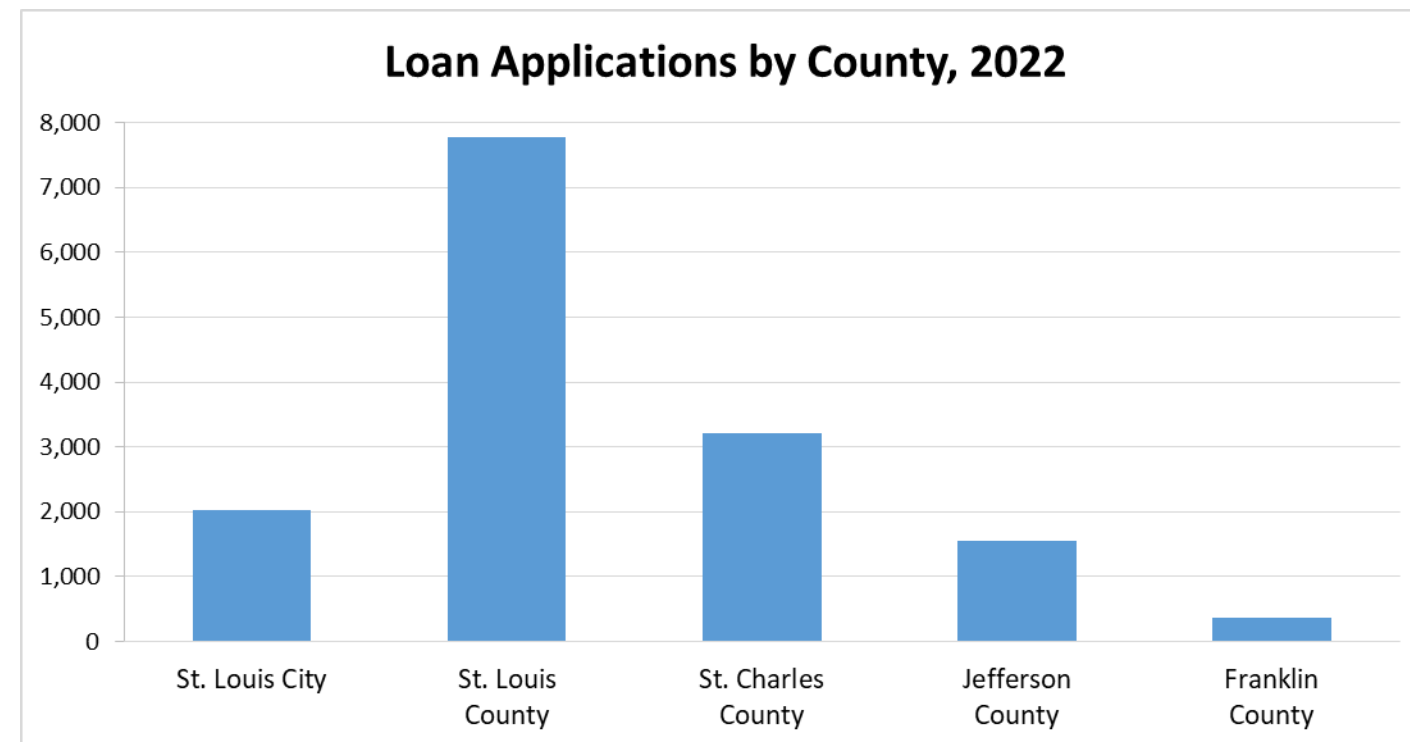 Loan Applications by County, 2022
8,000
7,000
6,000
5,000
4,000
3,000
2,000
1,000
0
St. Louis City
St. Louis
County
St. Charles
County
Jefferson
County
Franklin
County